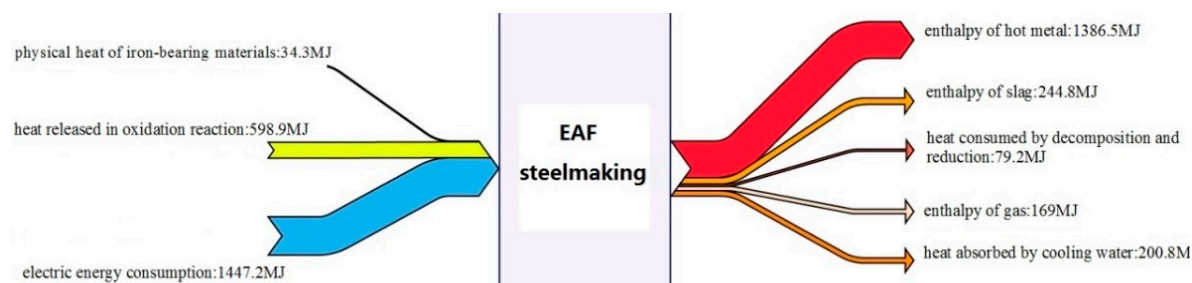 physical heat of iron-bearing materials:34.3MJ
heat released in oxidation reaction:598.9MJ
electric energy consumption:1447.2MJ
EAF
steelmaking
enthalpy of hot metal:1386.5MJ
enthalpy of slag:244.8MJ
heat consumed by decomposition and
reduction:79.2MJ
enthalpy of gas:169MJ
heat absorbed by cooling water:200.8M